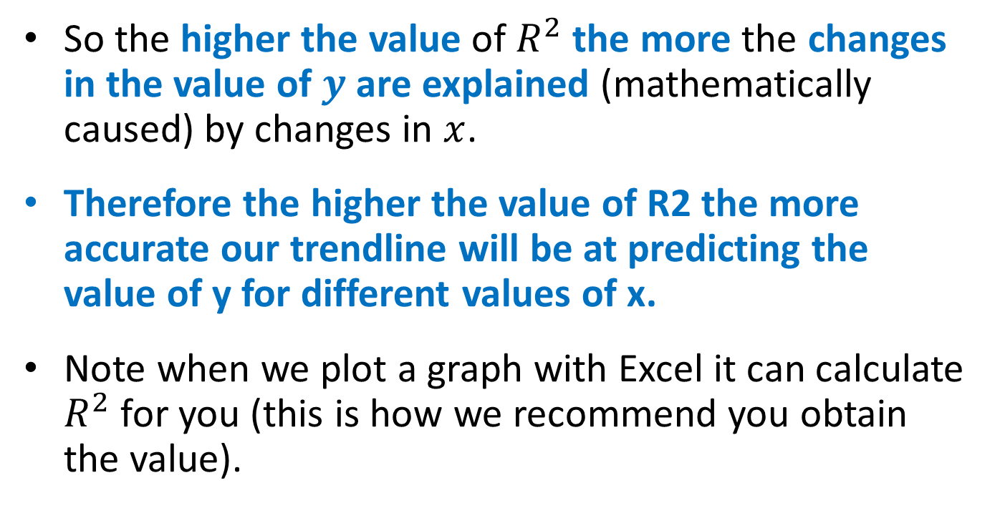 • So the higher the value of R² the more the changes
in the value of y are explained (mathematically
caused) by changes in x.
• Therefore the higher the value of R2 the more
accurate our trendline will be at predicting the
value of y for different values of x.
• Note when we plot a graph with Excel it can calculate
R² for you (this is how we recommend you obtain
the value).